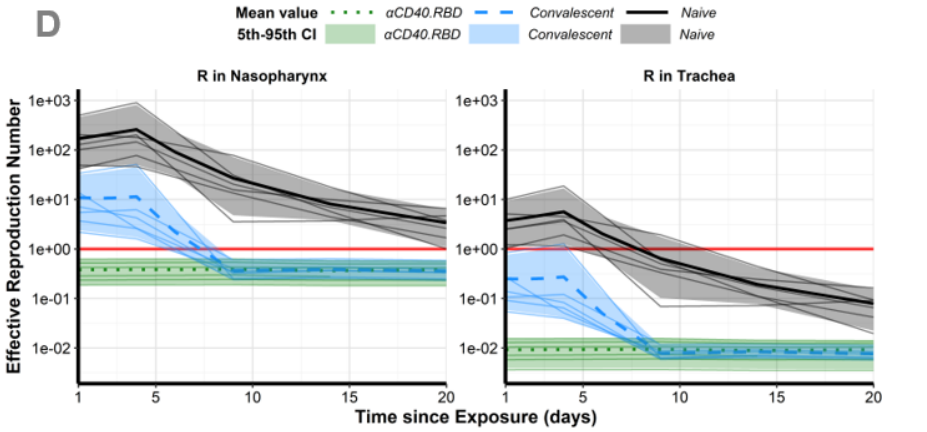 D
Mean value αCD40.RBD Convalescent Naive
5th-95th CI αCD40.RBD Convalescent Naive
R in Nasopharynx
R in Trachea
Effective Reproduction Number
1e+03
1e+02
1e+01
1e+00
1e-01
1e-02
1e+03
1e+02
1e+01
1e+00
1e-01
1e-02
1 5 10 15 20
1 5 10 15 20
Time since Exposure (days)